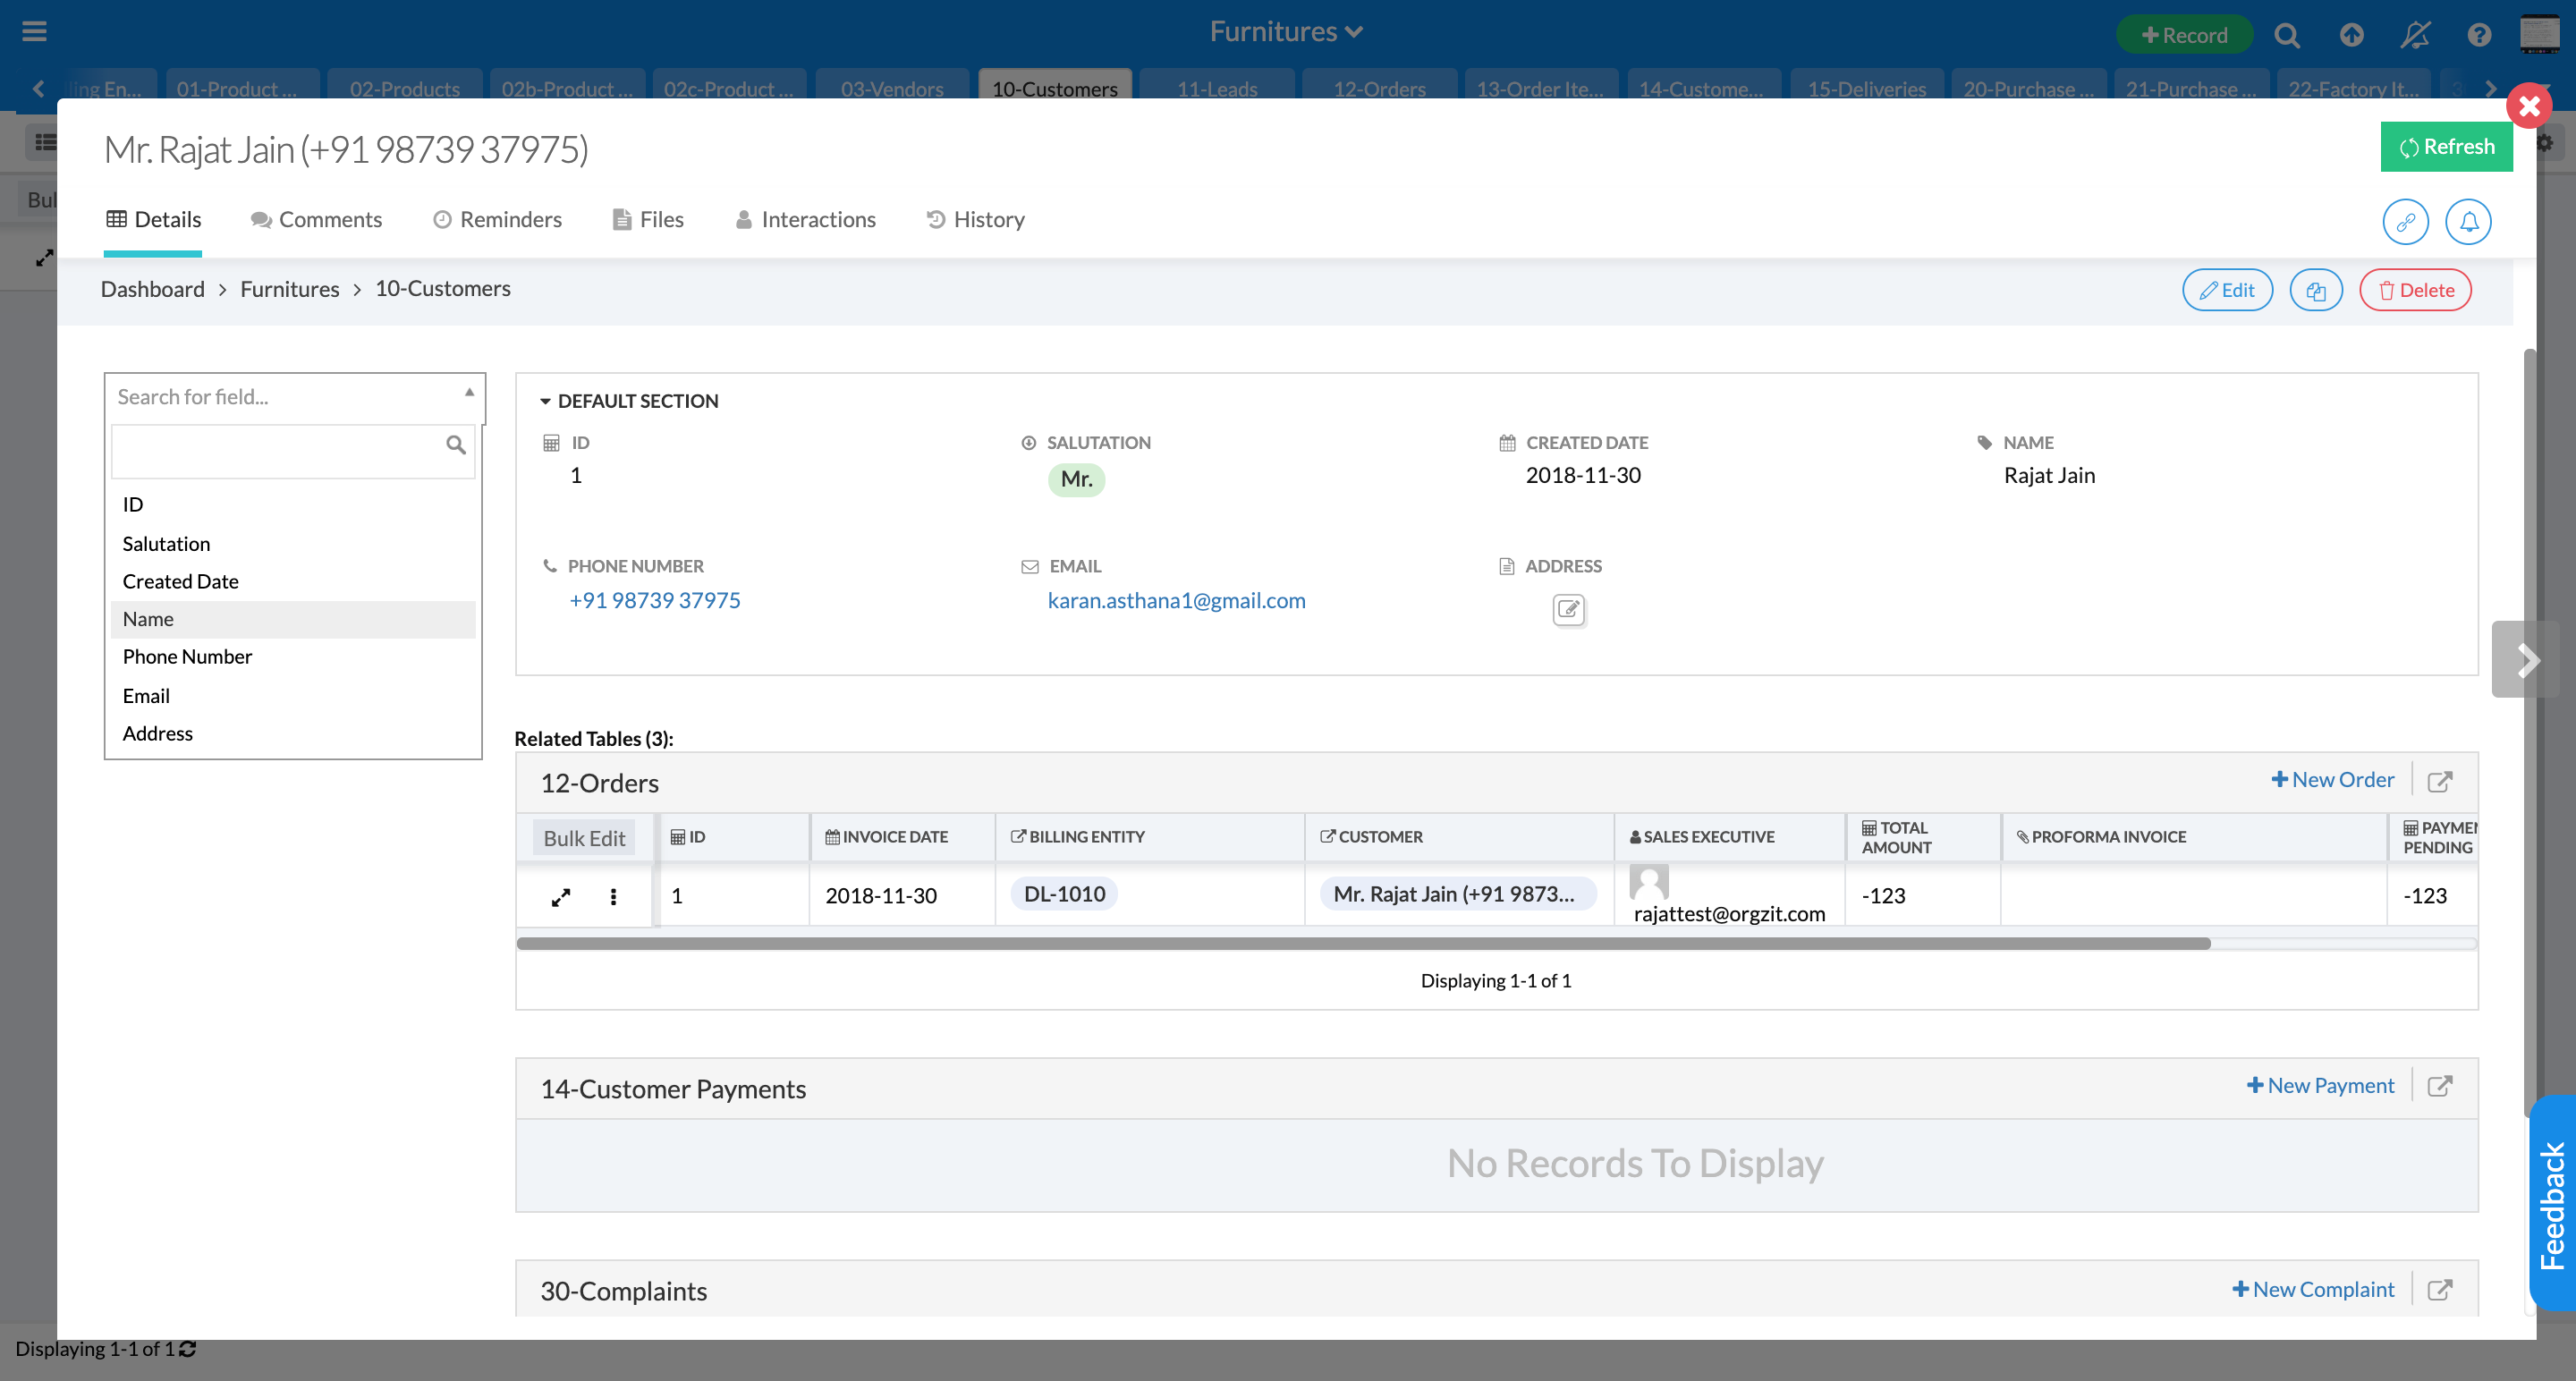 Furnitures
Record
ling En...
01-Product ...
02-Products
02b-Product ...
02c-Product ...
03-Vendors
10-Customers
11-Leads
12-Orders
13-Order Ite...
14-Custome...
15-Deliveries
20-Purchase ...
21-Purchase ...
22-Factory It...
3
Bul
Mr. Rajat Jain (+91 98739 37975)
Refresh
Details
Comments
Reminders
Files
Interactions
History
Dashboard > Furnitures > 10-Customers
Edit
Delete
Search for field...
ID
Salutation
Created Date
Name
Phone Number
Email
Address
DEFAULT SECTION
ID
1
SALUTATION
Mr.
CREATED DATE
2018-11-30
NAME
Rajat Jain
PHONE NUMBER
+91 98739 37975
EMAIL
karan.asthana1@gmail.com
ADDRESS
Related Tables (3):
12-Orders
New Order
Bulk Edit
ID
INVOICE DATE
BILLING ENTITY
CUSTOMER
SALES EXECUTIVE
TOTAL AMOUNT
PROFORMA INVOICE
PAYMEN PENDING
1
2018-11-30
DL-1010
Mr. Rajat Jain (+91 9873...
rajattest@orgzit.com
-123
-123
Displaying 1-1 of 1
14-Customer Payments
New Payment
No Records To Display
30-Complaints
New Complaint
Feedback
Displaying 1-1 of 1